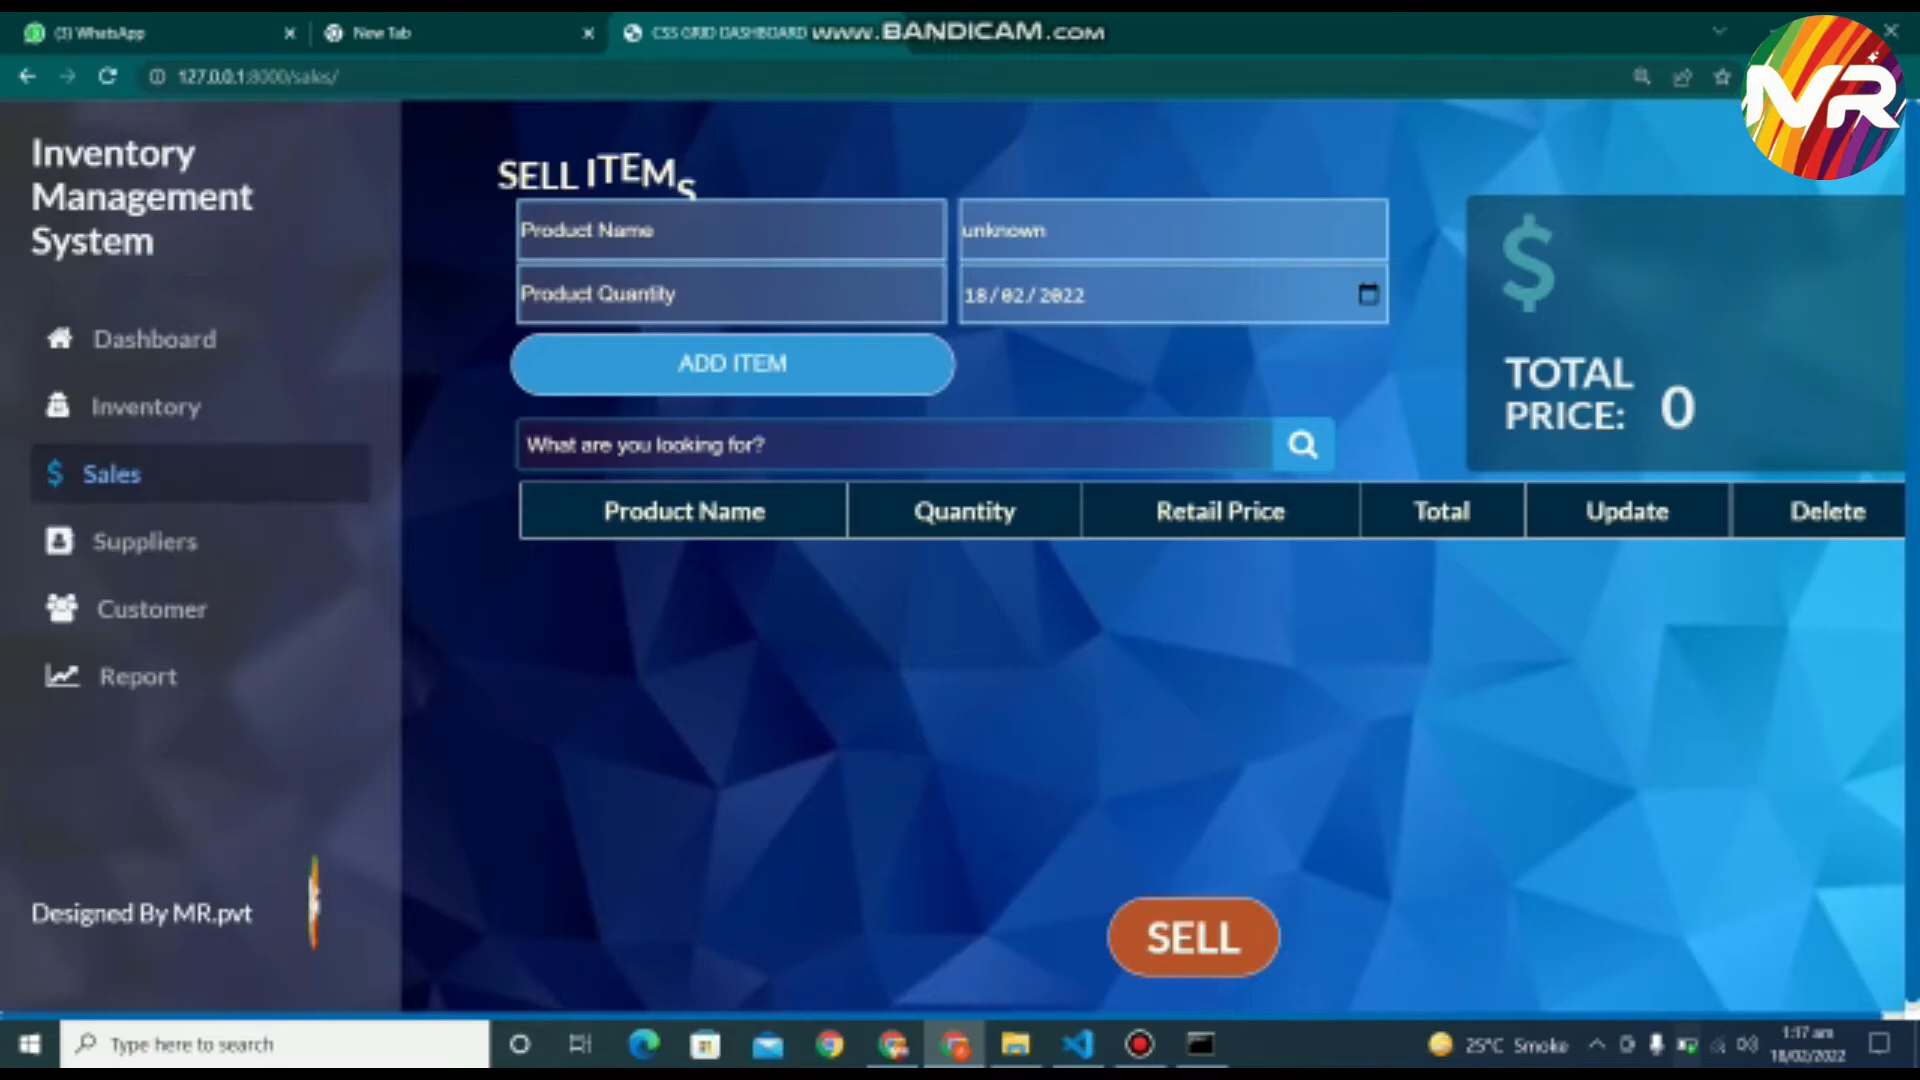 (3) WhatsApp
New Tab
CSS GRID DASHBOARD
www.BANDICAM.com
127.0.0.1:8000/sales/
MR
Inventory
Management
System
SELL ITEMS
Product Name
unknown
Product Quantity
18/02/2022
$
TOTAL
PRICE: 0
ADD ITEM
Dashboard
Inventory
$ Sales
Suppliers
Customer
Report
What are you looking for?
Product Name Quantity Retail Price Total Update Delete
Designed By MR.pvt
SELL
Type here to search
25°C Smoke
1:17 am
18/02/2022